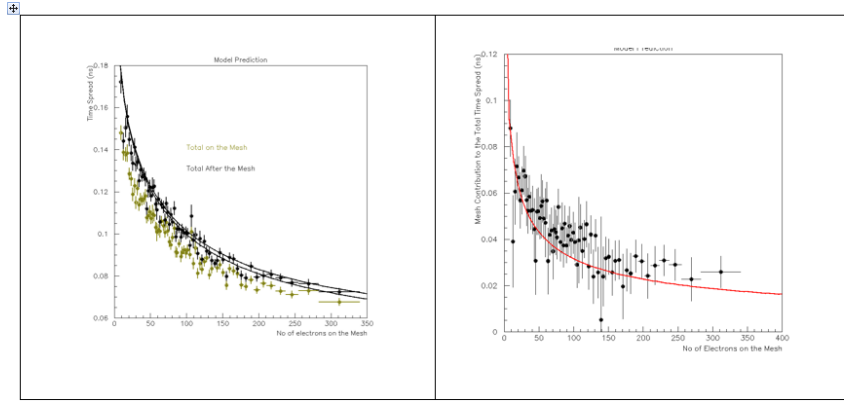 Model Prediction
Time Spread (ns)
0.18
0.16
0.14
0.12
0.1
0.08
0.06
Total on the Mesh
Total After the Mesh
0 50 100 150 200 250 300 350
No of electrons on the Mesh
Model Prediction
Mesh Contribution to the Total Time Spread (ns)
0.12
0.1
0.08
0.06
0.04
0.02
0
0 50 100 150 200 250 300 350 400
No of Electrons on the Mesh